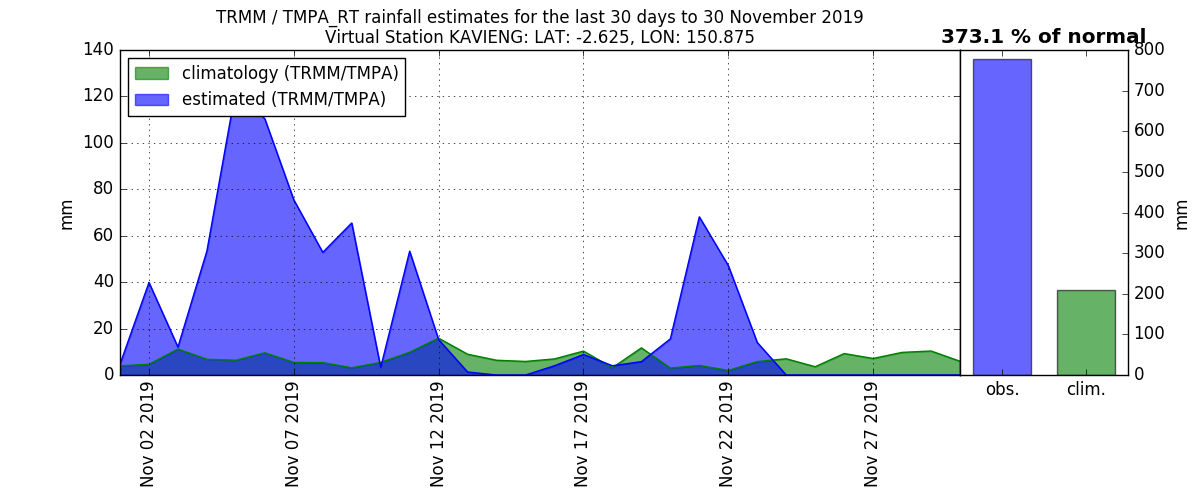 TRMM / TMPA_RT rainfall estimates for the last 30 days to 30 November 2019
Virtual Station KAVIENG: LAT: -2.625, LON: 150.875
373.1 % of normal
climatology (TRMM/TMPA)
estimated (TRMM/TMPA)
140
120
100
80
60
40
20
0
mm
Nov 02 2019
Nov 07 2019
Nov 12 2019
Nov 17 2019
Nov 22 2019
Nov 27 2019
800
700
600
500
400
300
200
100
0
mm
obs.
clim.